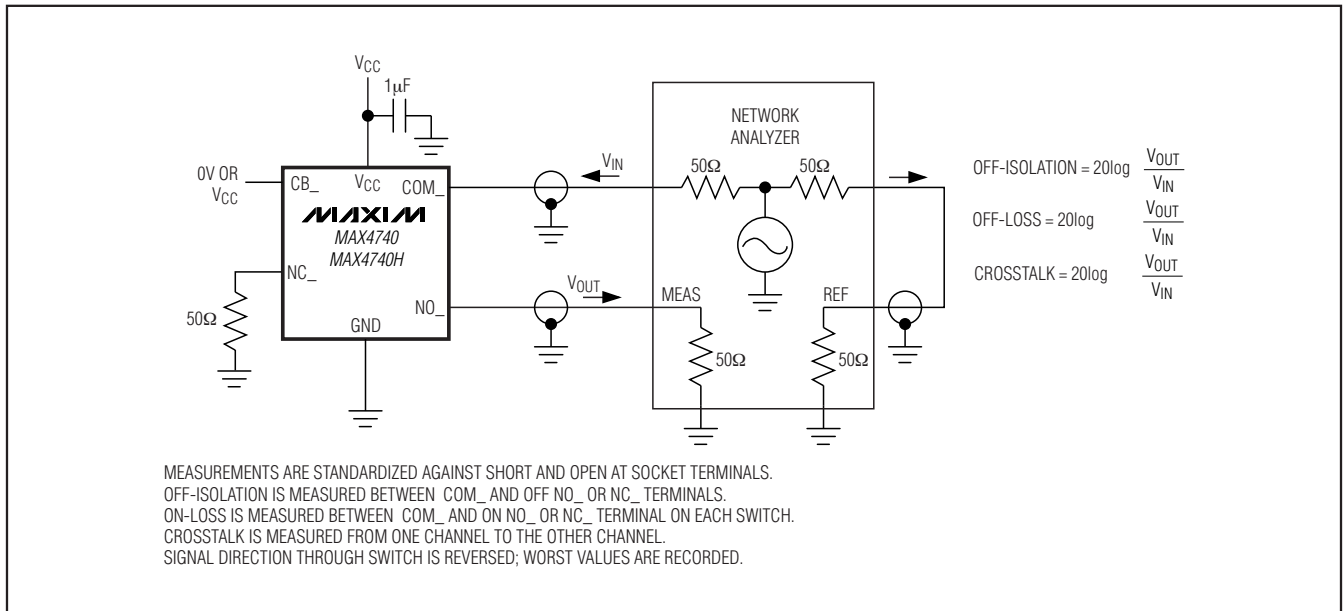 VCC
1µF
0V OR
VCC
CB_
VCC
COM_
MAXIM
MAX4740
MAX4740H
NC_
NO_
GND
50Ω
VIN
VOUT
NETWORK
ANALYZER
50Ω
50Ω
MEAS
REF
50Ω
50Ω
OFF-ISOLATION = 20log VOUT
VIN
OFF-LOSS = 20log VOUT
VIN
CROSSTALK = 20log VOUT
VIN
MEASUREMENTS ARE STANDARDIZED AGAINST SHORT AND OPEN AT SOCKET TERMINALS.
OFF-ISOLATION IS MEASURED BETWEEN COM_ AND OFF NO_ OR NC_ TERMINALS.
ON-LOSS IS MEASURED BETWEEN COM_ AND ON NO_ OR NC_ TERMINAL ON EACH SWITCH.
CROSSTALK IS MEASURED FROM ONE CHANNEL TO THE OTHER CHANNEL.
SIGNAL DIRECTION THROUGH SWITCH IS REVERSED; WORST VALUES ARE RECORDED.